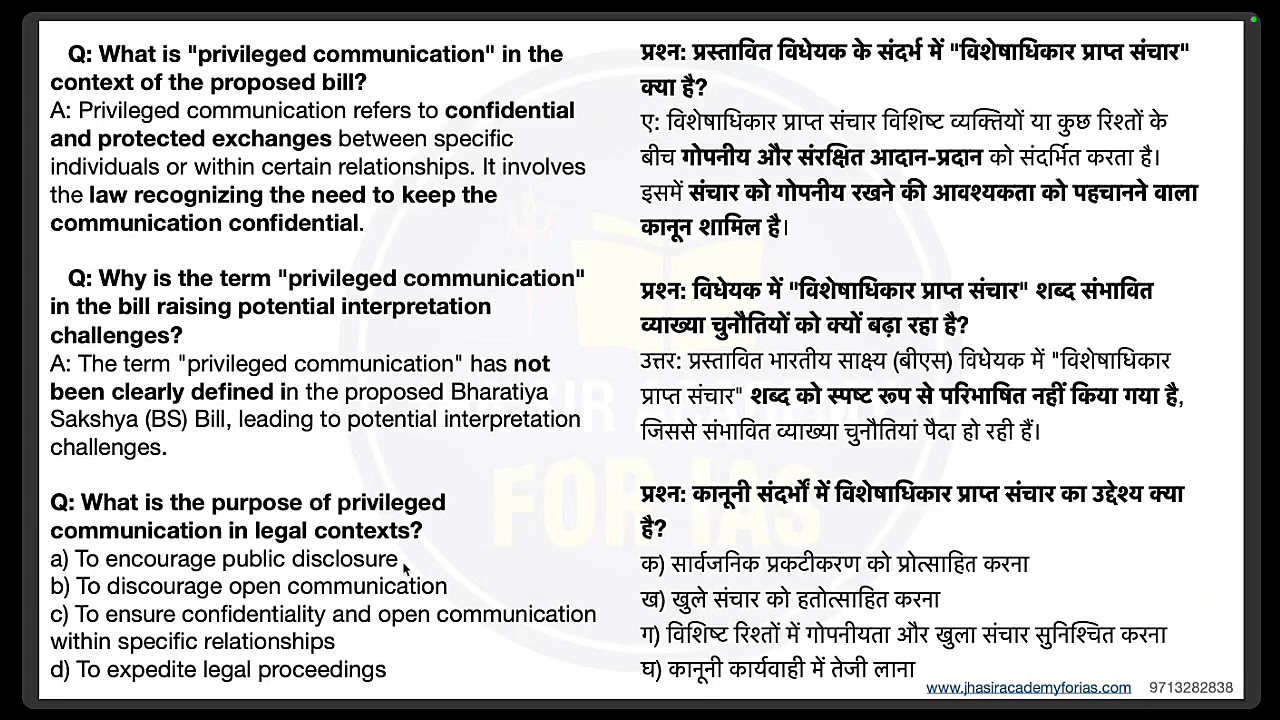 Q: What is "privileged communication" in the
context of the proposed bill?
A: Privileged communication refers to confidential
and protected exchanges between specific
individuals or within certain relationships. It involves
the law recognizing the need to keep the
communication confidential.
Q: Why is the term "privileged communication"
in the bill raising potential interpretation
challenges?
A: The term "privileged communication" has not
been clearly defined in the proposed Bharatiya
Sakshya (BS) Bill, leading to potential interpretation
challenges.
Q: What is the purpose of privileged
communication in legal contexts?
a) To encourage public disclosure
b) To discourage open communication
c) To ensure confidentiality and open communication
within specific relationships
d) To expedite legal proceedings
प्रश्न: प्रस्तावित विधेयक के संदर्भ में "विशेषाधिकार प्राप्त संचार"
क्या है?
ए: विशेषाधिकार प्राप्त संचार विशिष्ट व्यक्तियों या कुछ रिश्तों के
बीच गोपनीय और संरक्षित आदान-प्रदान को संदर्भित करता है।
इसमें संचार को गोपनीय रखने की आवश्यकता को पहचानने वाला
कानून शामिल है।
प्रश्न: विधेयक में "विशेषाधिकार प्राप्त संचार" शब्द संभावित
व्याख्या चुनौतियों को क्यों बढ़ा रहा है?
उत्तर: प्रस्तावित भारतीय साक्ष्य (बीएस) विधेयक में "विशेषाधिकार
प्राप्त संचार" शब्द को स्पष्ट रूप से परिभाषित नहीं किया गया है,
जिससे संभावित व्याख्या चुनौतियां पैदा हो रही हैं।
प्रश्न: कानूनी संदर्भों में विशेषाधिकार प्राप्त संचार का उद्देश्य क्या
है?
क) सार्वजनिक प्रकटीकरण को प्रोत्साहित करना
ख) खुले संचार को हतोत्साहित करना
ग) विशिष्ट रिश्तों में गोपनीयता और खुला संचार सुनिश्चित करना
घ) कानूनी कार्यवाही में तेजी लाना
www.jhasiracademyforias.com 9713282838
FOR IAS